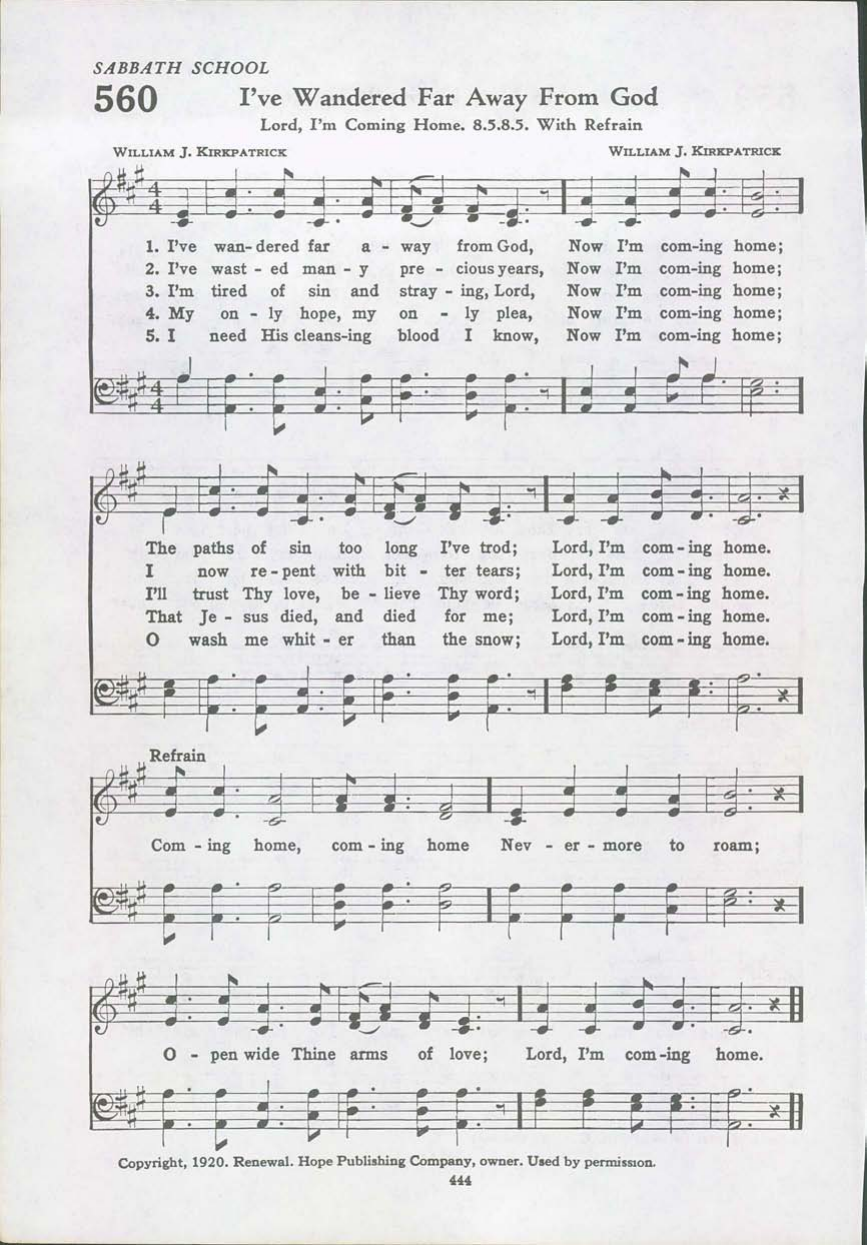 SABBATH SCHOOL
560 I've Wandered Far Away From God
Lord, I'm Coming Home. 8.5.8.5. With Refrain
WILLIAM J. KIRKPATRICK WILLIAM J. KIRKPATRICK
4
4
1. I've wan-dered far a - way from God, Now I'm com-ing home;
2. I've wast - ed man - y pre - cious years, Now I'm com-ing home;
3. I'm tired of sin and stray - ing, Lord, Now I'm com-ing home;
4. My on - ly hope, my on - ly plea, Now I'm com-ing home;
5. I need His cleans-ing blood I know, Now I'm com-ing home;
4
4
The paths of sin too long I've trod; Lord, I'm com - ing home.
I now re - pent with bit - ter tears; Lord, I'm com - ing home.
I'll trust Thy love, be - lieve Thy word; Lord, I'm com - ing home.
That Je - sus died, and died for me; Lord, I'm com - ing home.
O wash me whit - er than the snow; Lord, I'm com - ing home.
Refrain
Com - ing home, com - ing home Nev - er - more to roam;
O - pen wide Thine arms of love; Lord, I'm com -ing home.
Copyright, 1920. Renewal. Hope Publishing Company, owner. Used by permission.
444